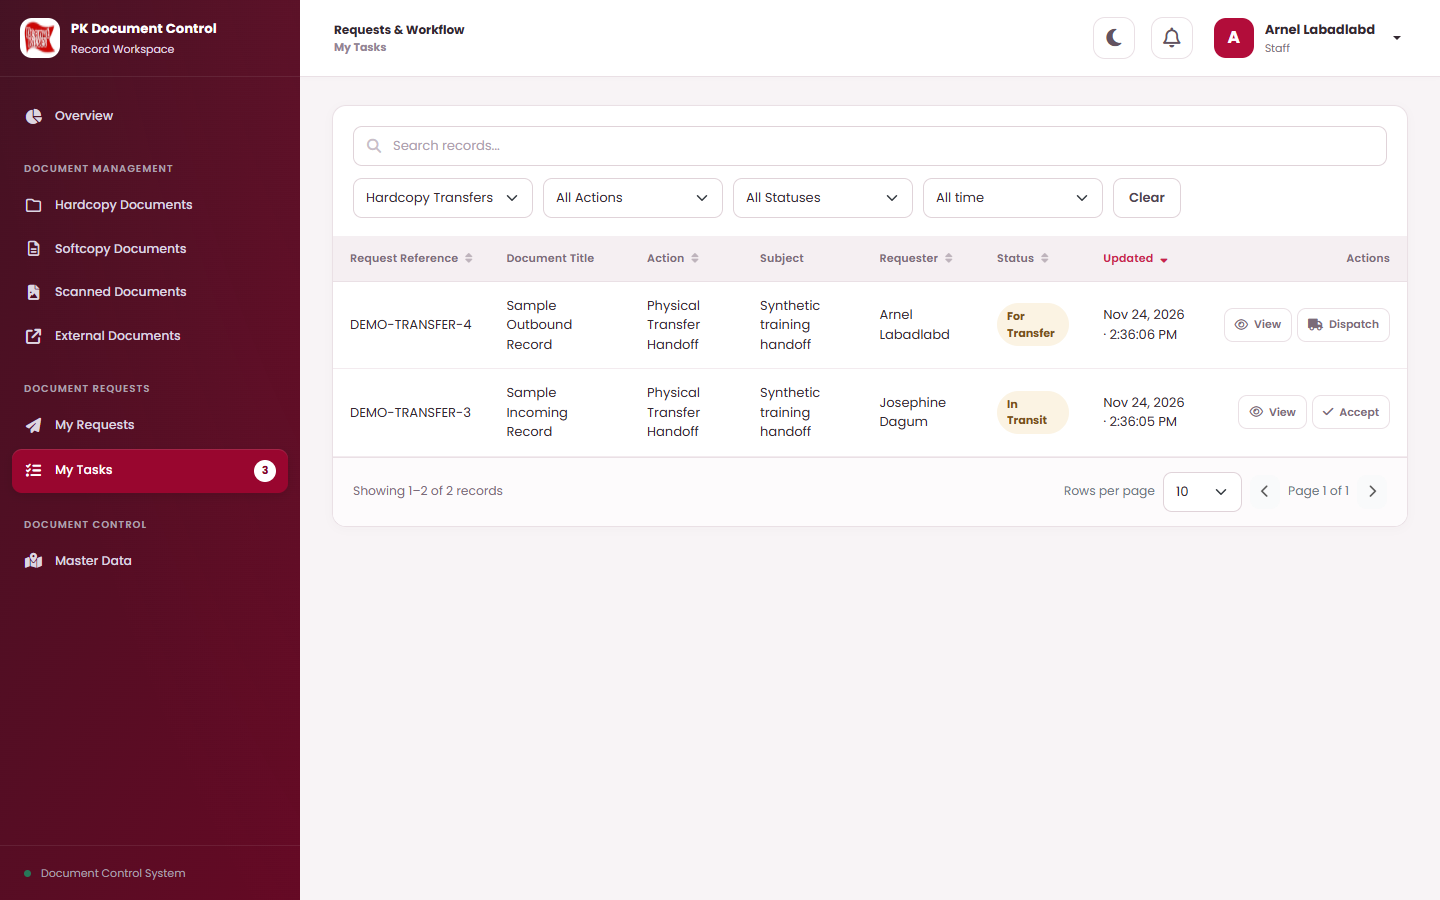 PK Document Control
Record Workspace
Overview
DOCUMENT MANAGEMENT
Hardcopy Documents
Softcopy Documents
Scanned Documents
External Documents
DOCUMENT REQUESTS
My Requests
My Tasks
3
DOCUMENT CONTROL
Master Data
Document Control System
Requests & Workflow
My Tasks
A
Arnel Labadlabd
Staff
Search records...
Hardcopy Transfers
All Actions
All Statuses
All time
Clear
Request Reference
Document Title
Action
Subject
Requester
Status
Updated
Actions
DEMO-TRANSFER-4
Sample
Outbound
Record
Physical
Transfer
Handoff
Synthetic
training
handoff
Arnel
Labadlabd
For
Transfer
Nov 24, 2026
· 2:36:06 PM
View
Dispatch
DEMO-TRANSFER-3
Sample
Incoming
Record
Physical
Transfer
Handoff
Synthetic
training
handoff
Josephine
Dagum
In
Transit
Nov 24, 2026
· 2:36:05 PM
View
Accept
Showing 1–2 of 2 records
Rows per page
10
Page 1 of 1